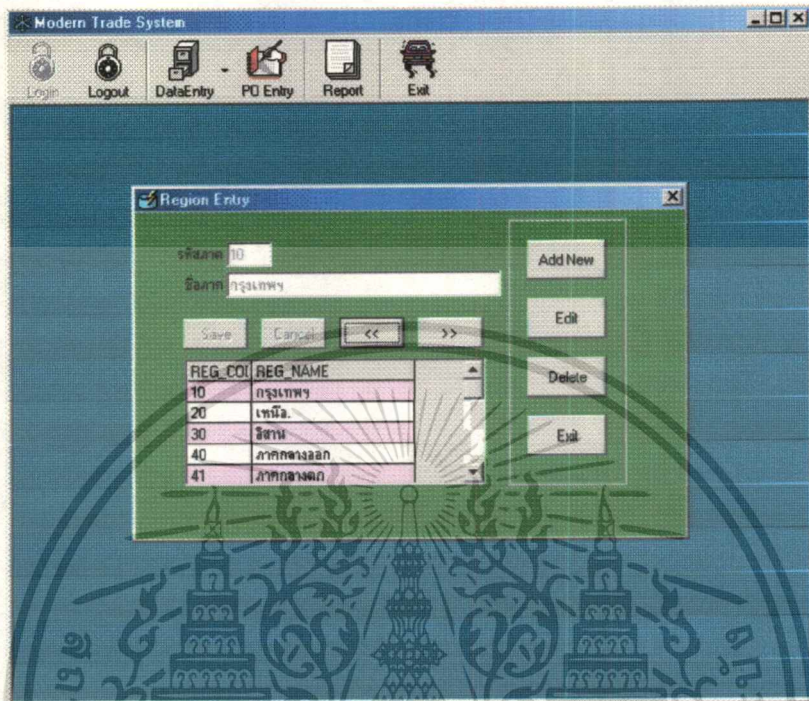 Modern Trade System
Login Logout DataEntry PO Entry Report Exit
Region Entry
รหัสภาค 10
ชื่อภาค กรุงเทพฯ
Add New
Edit
Delete
Exit
Save Cancel << >>
REG_COI REG_NAME
10 กรุงเทพฯ
20 เหนือ.
30 อิสาน
40 ภาคกลางออก
41 ภาคกลางตก